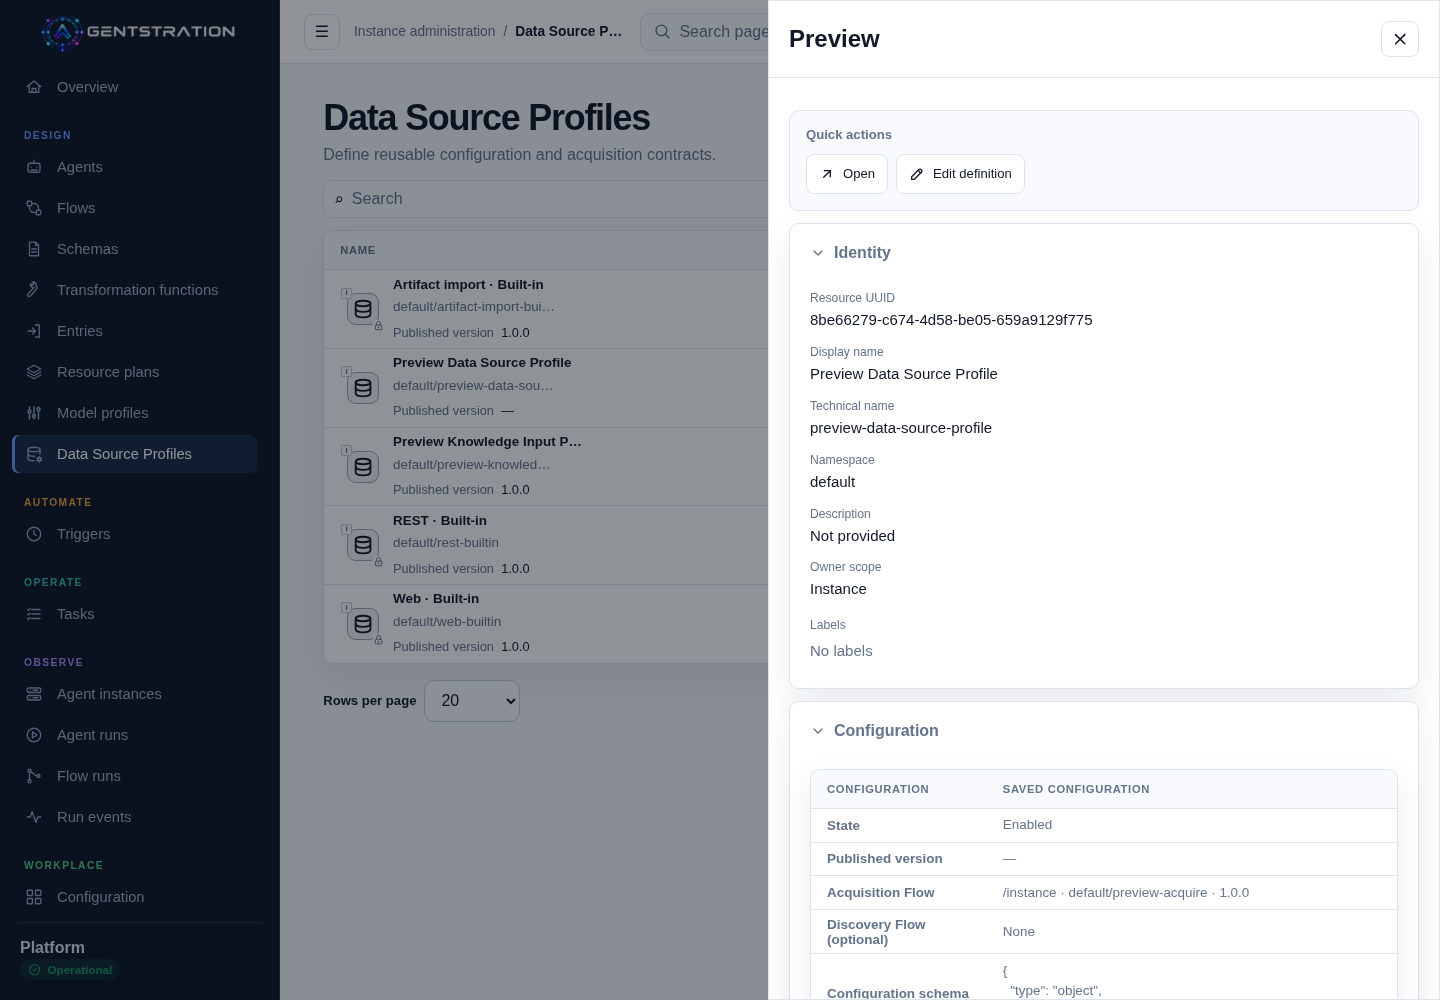 GENTSTRATION
Overview
DESIGN
Agents
Flows
Schemas
Transformation functions
Entries
Resource plans
Model profiles
Data Source Profiles
AUTOMATE
Triggers
OPERATE
Tasks
OBSERVE
Agent instances
Agent runs
Flow runs
Run events
WORKPLACE
Configuration
Platform
Operational
Instance administration / Data Source P…
Search page
Data Source Profiles
Define reusable configuration and acquisition contracts.
Search
NAME
I
Artifact import · Built-in
default/artifact-import-bui…
Published version 1.0.0
I
Preview Data Source Profile
default/preview-data-sou…
Published version —
I
Preview Knowledge Input P…
default/preview-knowled…
Published version 1.0.0
I
REST · Built-in
default/rest-builtin
Published version 1.0.0
I
Web · Built-in
default/web-builtin
Published version 1.0.0
Rows per page 20
Preview
Quick actions
Open
Edit definition
Identity
Resource UUID
8be66279-c674-4d58-be05-659a9129f775
Display name
Preview Data Source Profile
Technical name
preview-data-source-profile
Namespace
default
Description
Not provided
Owner scope
Instance
Labels
No labels
Configuration
CONFIGURATION SAVED CONFIGURATION
State Enabled
Published version —
Acquisition Flow /instance · default/preview-acquire · 1.0.0
Discovery Flow
(optional) None
{
Configuration schema
"type": "object",